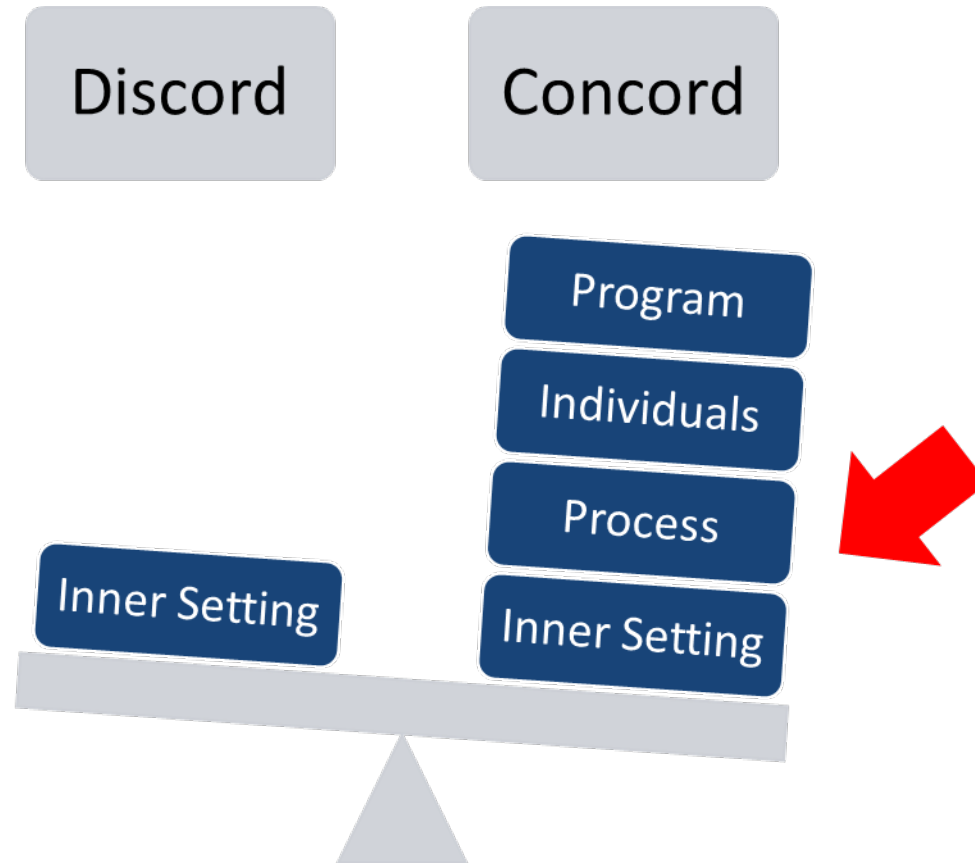 Discord
Concord
Program
Individuals
Process
Inner Setting
Inner Setting